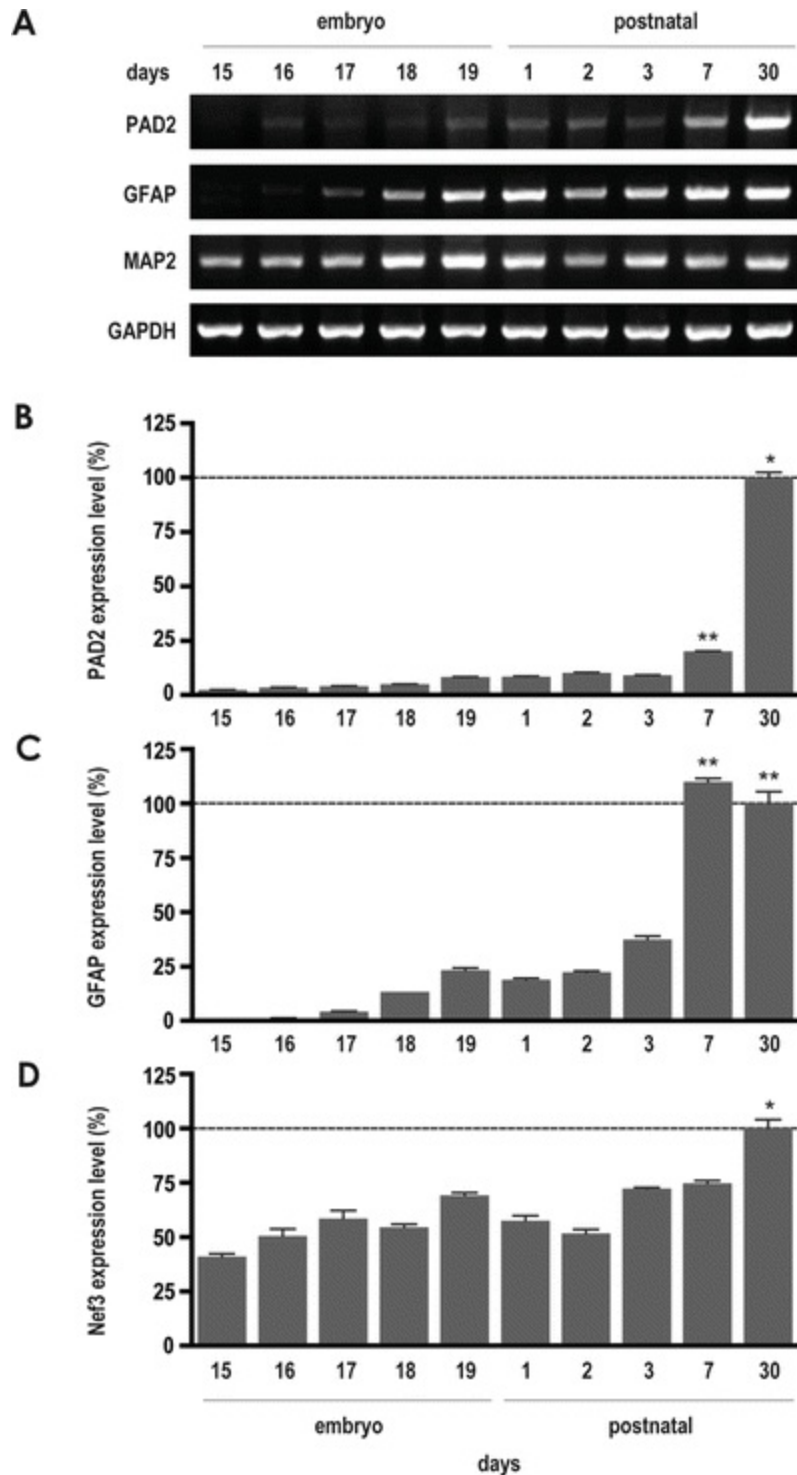 A
embryo postnatal
days 15 16 17 18 19 1 2 3 7 30
PAD2
GFAP
MAP2
GAPDH
B
PAD2 expression level (%)
125
100
75
50
25
0
*
**
15 16 17 18 19 1 2 3 7 30
C
GFAP expression level (%)
125
100
75
50
25
0
** **
15 16 17 18 19 1 2 3 7 30
D
Nef3 expression level (%)
125
100
75
50
25
0
*
15 16 17 18 19 1 2 3 7 30
embryo postnatal
days